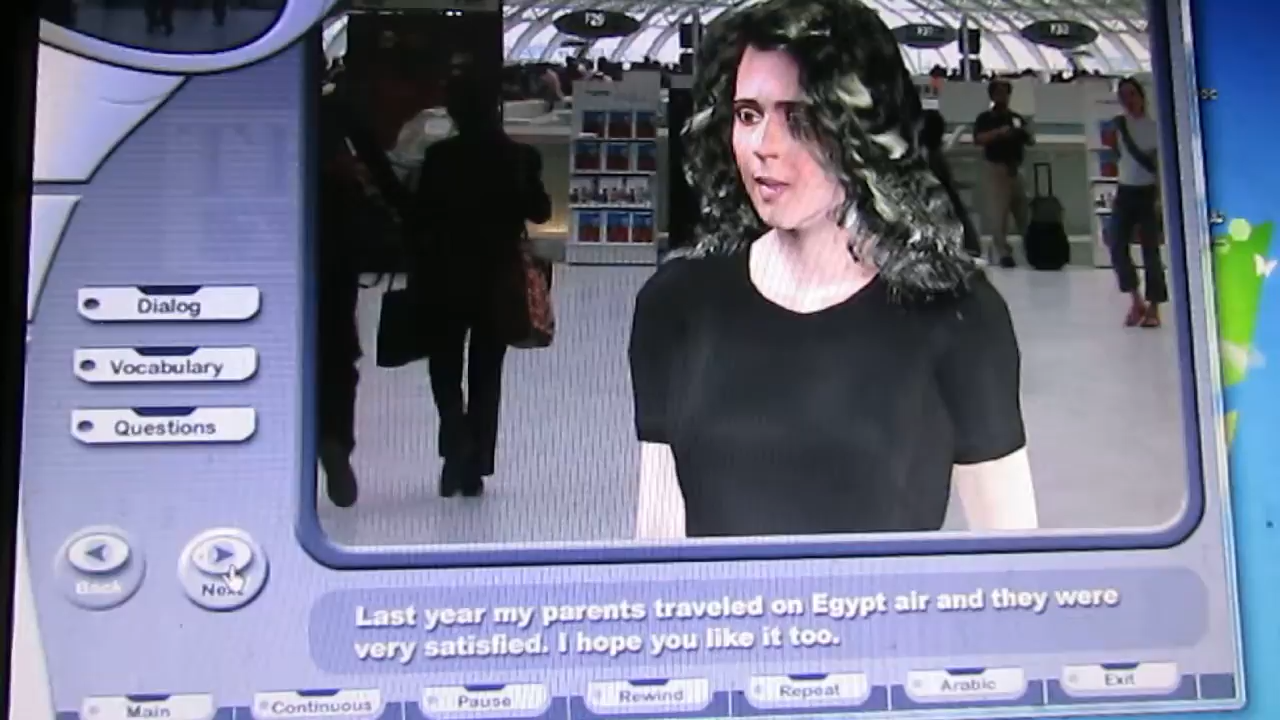 F29
Dialog
Vocabulary
Questions
Back
Next
Last year my parents traveled on Egypt air and they were
very satisfied. I hope you like it too.
Main
Continuous
Pause
Rewind
Repeat
Arabic
Exit